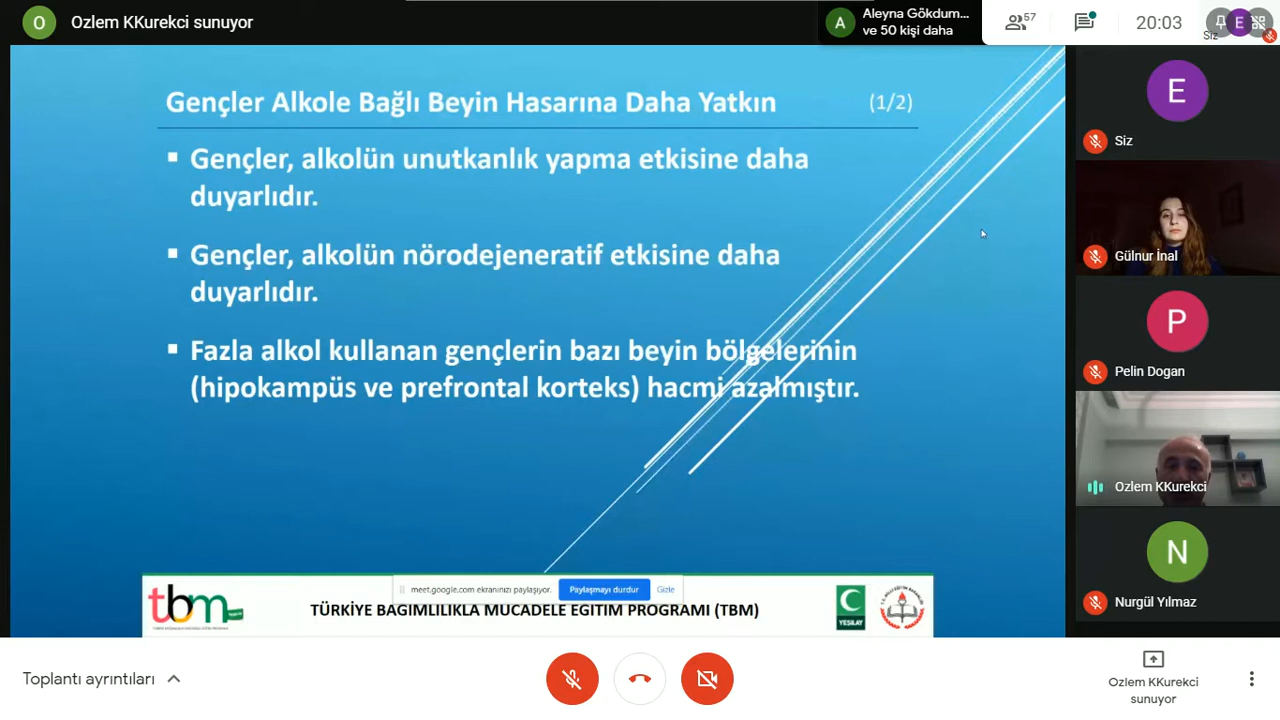 O
Ozlem KKurekci sunuyor
A
Aleyna Gökdum...
ve 50 kişi daha
57
20:03
E
Siz
Gençler Alkole Bağlı Beyin Hasarına Daha Yatkın
(1/2)
Gençler, alkolün unutkanlık yapma etkisine daha
duyarlıdır.
Gençler, alkolün nörodejeneratif etkisine daha
duyarlıdır.
Fazla alkol kullanan gençlerin bazı beyin bölgelerinin
(hipokampüs ve prefrontal korteks) hacmi azalmıştır.
E
Siz
Gülnur İnal
P
Pelin Dogan
Ozlem KKurekci
N
Nurgül Yılmaz
tbm
meet.google.com ekranınızı paylaşıyor.
Paylaşmayı durdur
Gizle
TÜRKİYE BAGIMLILIKLA MUCADELE EGITIM PROGRAMI (TBM)
YEŞİLAY
Toplantı ayrıntıları
Ozlem KKurekci
sunuyor